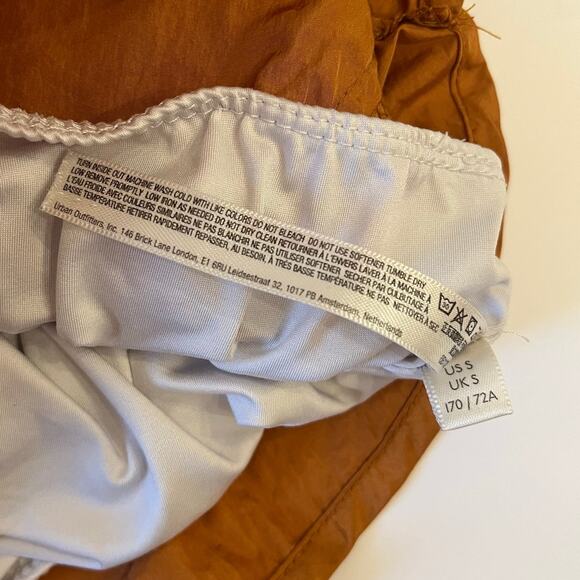 TURN INSIDE OUT MACHINE WASH COLD WITH LIKE COLORS DO NOT BLEACH DO NOT USE SOFTENER TUMBLE DRY
LOW REMOVE PROMPTLY LOW IRON AS NEEDED DO NOT DRY CLEAN RETOURNER À L'ENVERS LAVER À LA MACHINE À
L'EAU FROIDE AVEC COULEURS SIMILAIRES NE PAS BLANCHIR NE PAS UTILISER SOFTENER SECHER PAR CULBUTAGE À
BASSE TEMPÉRATURE RETIRER RAPIDEMENT REPASSER, AU BESOIN, À TRÈS BASSE TEMPÉRATURE NE PAS NETTOYER À SEC
Urban Outfitters, Inc. 146 Brick Lane London, E1 6RU Leidsestraat 32, 1017 PB Amsterdam, Netherlands
US S
UK S
170 / 72A